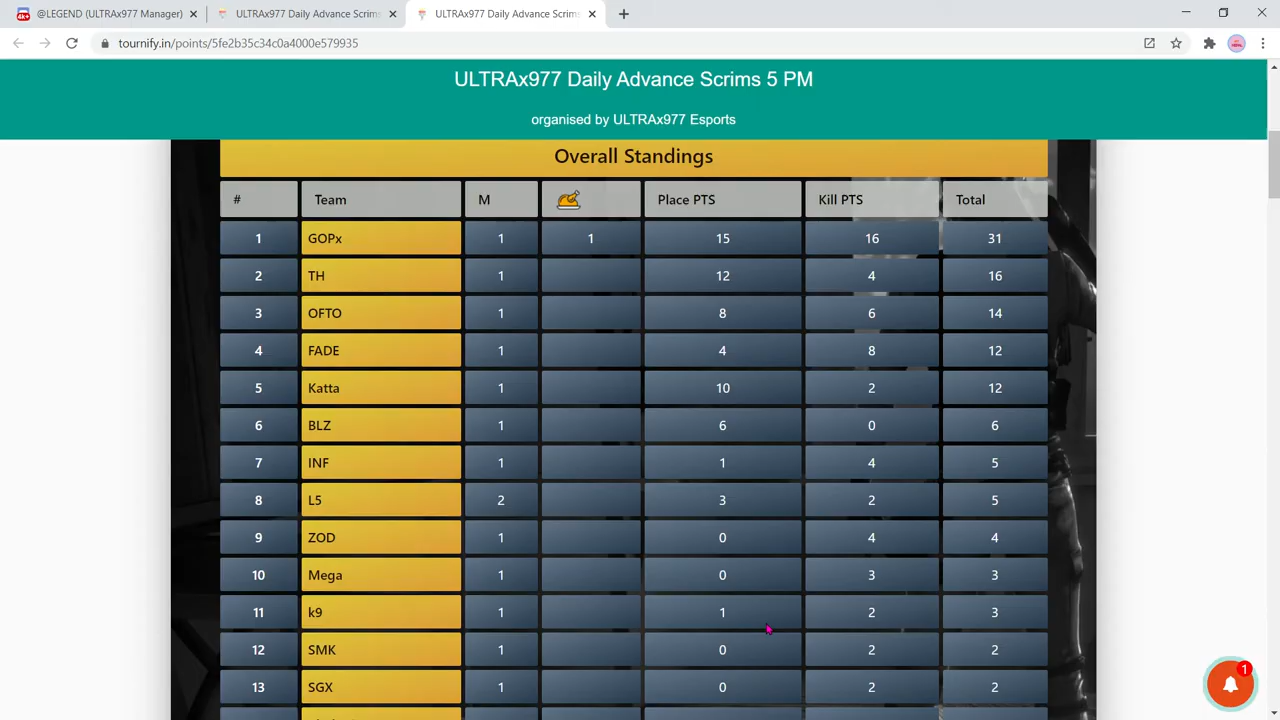 @LEGEND (ULTRAx977 Manager)
ULTRAx977 Daily Advance Scrims
ULTRAx977 Daily Advance Scrims
tournify.in/points/5fe2b35c34c0a4000e579935
ULTRAx977 Daily Advance Scrims 5 PM
organised by ULTRAx977 Esports
Overall Standings
# Team M Place PTS Kill PTS Total
1 GOPx 1 1 15 16 31
2 TH 1 12 4 16
3 OFTO 1 8 6 14
4 FADE 1 4 8 12
5 Katta 1 10 2 12
6 BLZ 1 6 0 6
7 INF 1 1 4 5
8 L5 2 3 2 5
9 ZOD 1 0 4 4
10 Mega 1 0 3 3
11 k9 1 1 2 3
12 SMK 1 0 2 2
13 SGX 1 0 2 2
1